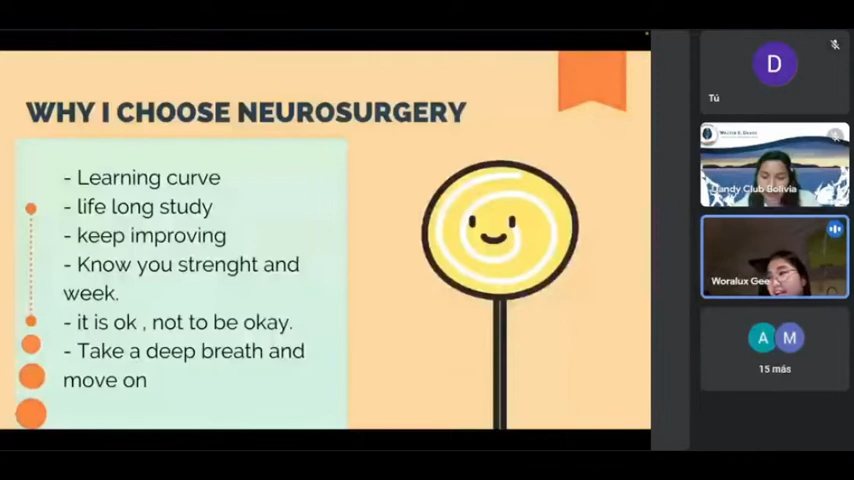 WHY I CHOOSE NEUROSURGERY
- Learning curve
- life long study
- keep improving
- Know you strenght and
week.
- it is ok , not to be okay.
- Take a deep breath and
move on
D
Tú
Dandy Club Bolivia
Woralux Gee
A
M
15 más